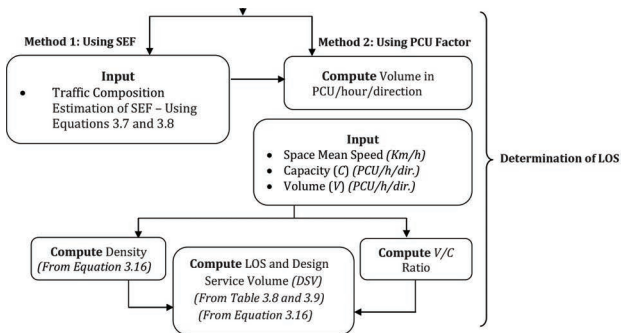 Method 1: Using SEF
Method 2: Using PCU Factor
Input
• Traffic Composition
Estimation of SEF – Using
Equations 3.7 and 3.8
Compute Volume in
PCU/hour/direction
Input
• Space Mean Speed (Km/h)
• Capacity (C) (PCU/h/dir.)
• Volume (V) (PCU/h/dir.)
Determination of LOS
Compute Density
(From Equation 3.16)
Compute LOS and Design
Service Volume (DSV)
(From Table 3.8 and 3.9)
(From Equation 3.16)
Compute V/C
Ratio